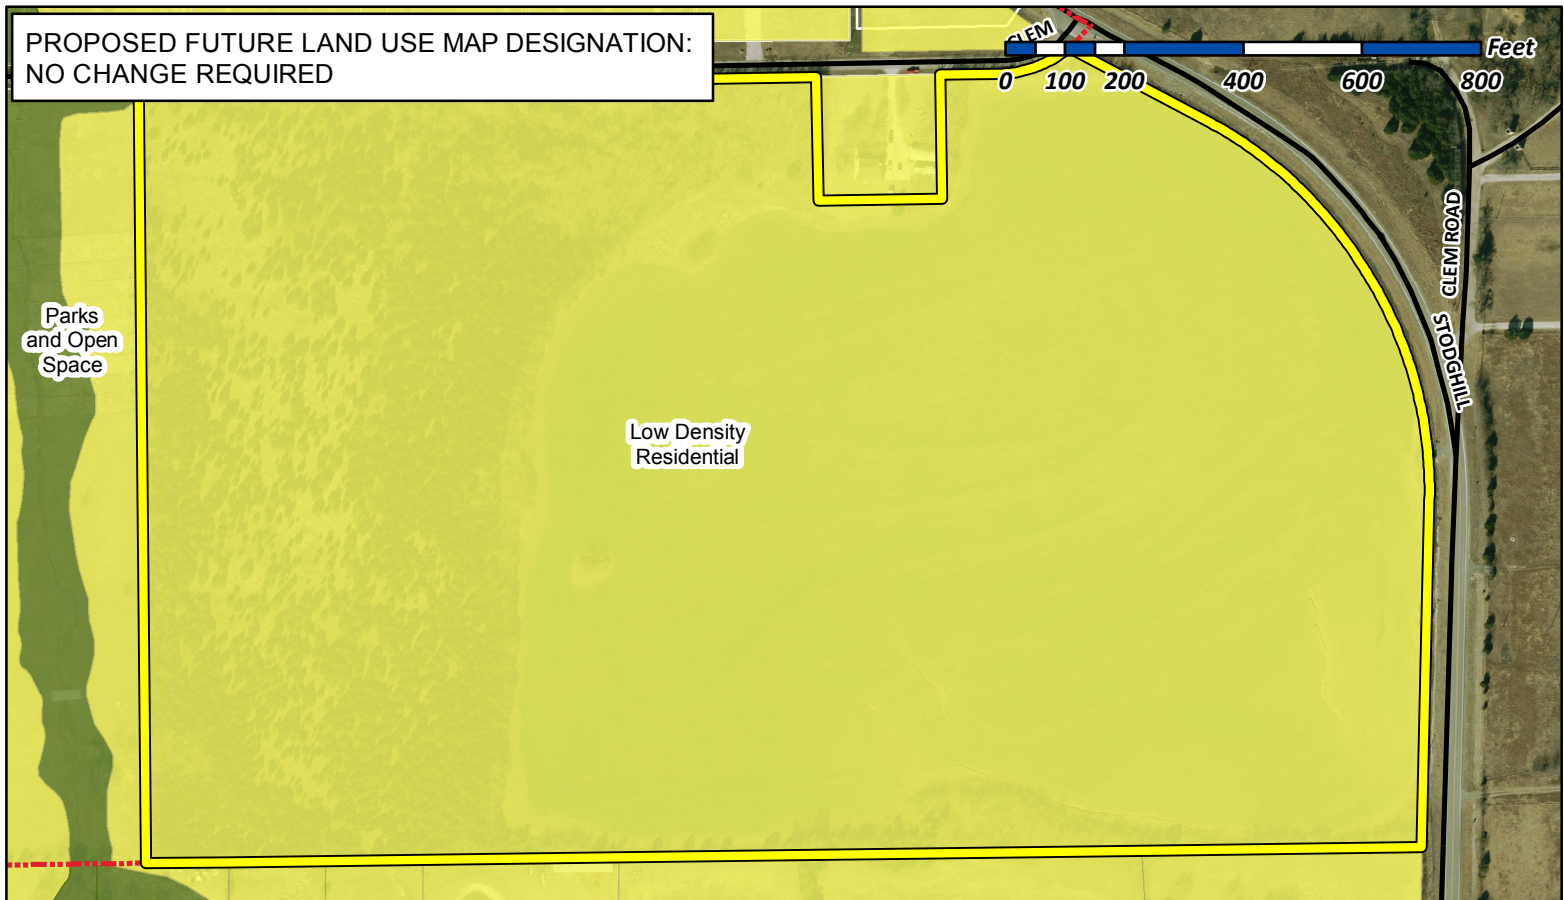 PROPOSED FUTURE LAND USE MAP DESIGNATION:
NO CHANGE REQUIRED
CLEM
Feet
0 100 200 400 600 800
CLEM ROAD
STODGHILL
Parks
and Open
Space
Low Density
Residential